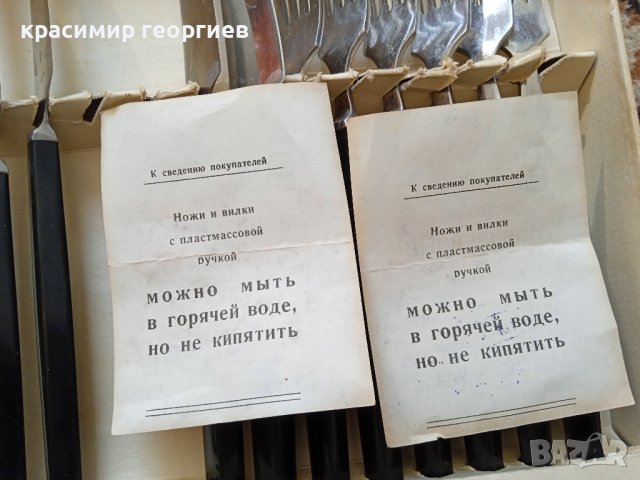 красимир георгиев
К сведению покупателей
Ножи и вилки
с пластмассовой
ручкой
МОЖНО МЫТЬ
В ГОРЯЧЕЙ ВОДЕ,
НО НЕ КИПЯТИТЬ
К сведению покупателей
Ножи и вилки
с пластмассовой
ручкой
МОЖНО МЫТЬ
В ГОРЯЧЕЙ ВОДЕ,
НО НЕ КИПЯТИТЬ
BAZAR